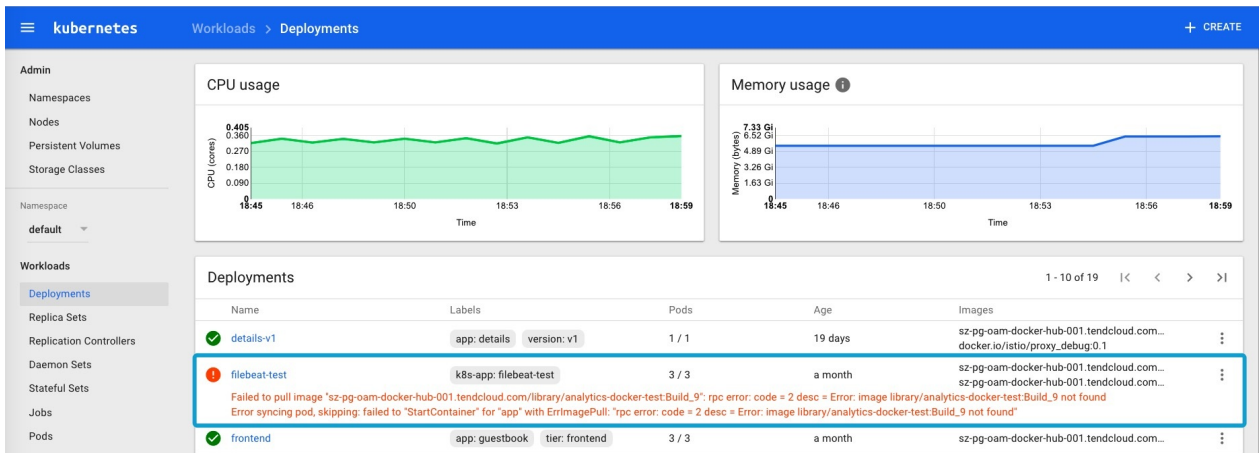 kubernetes
Workloads > Deployments
+ CREATE
Admin
Namespaces
Nodes
Persistent Volumes
Storage Classes
Namespace
default
Workloads
Deployments
Replica Sets
Replication Controllers
Daemon Sets
Stateful Sets
Jobs
Pods
CPU usage
CPU (cores)
0.405
0.360
0.270
0.180
0.090
0
18:45 18:46 18:50 18:53 18:56 18:59
Time
Memory usage
Memory (bytes)
7.33 Gi
6.52 Gi
4.89 Gi
3.26 Gi
1.63 Gi
0
18:45 18:46 18:50 18:53 18:56 18:59
Time
Deployments
1 - 10 of 19
Name Labels Pods Age Images
details-v1 app: details version: v1 1 / 1 19 days sz-pg-oam-docker-hub-001.tendcloud.com…
docker.io/istio/proxy_debug:0.1
filebeat-test k8s-app: filebeat-test 3 / 3 a month sz-pg-oam-docker-hub-001.tendcloud.com…
sz-pg-oam-docker-hub-001.tendcloud.com…
Failed to pull image "sz-pg-oam-docker-hub-001.tendcloud.com/library/analytics-docker-test:Build_9": rpc error: code = 2 desc = Error: image library/analytics-docker-test:Build_9 not found
Error syncing pod, skipping: failed to "StartContainer" for "app" with ErrImagePull: "rpc error: code = 2 desc = Error: image library/analytics-docker-test:Build_9 not found"
frontend app: guestbook tier: frontend 3 / 3 a month sz-pg-oam-docker-hub-001.tendcloud.com…